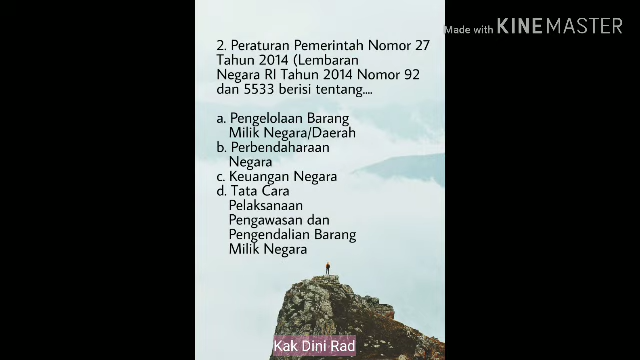 Made with KINEMASTER
2. Peraturan Pemerintah Nomor 27
Tahun 2014 (Lembaran
Negara RI Tahun 2014 Nomor 92
dan 5533 berisi tentang....
a. Pengelolaan Barang
Milik Negara/Daerah
b. Perbendaharaan
Negara
c. Keuangan Negara
d. Tata Cara
Pelaksanaan
Pengawasan dan
Pengendalian Barang
Milik Negara
Kak Dini Rad